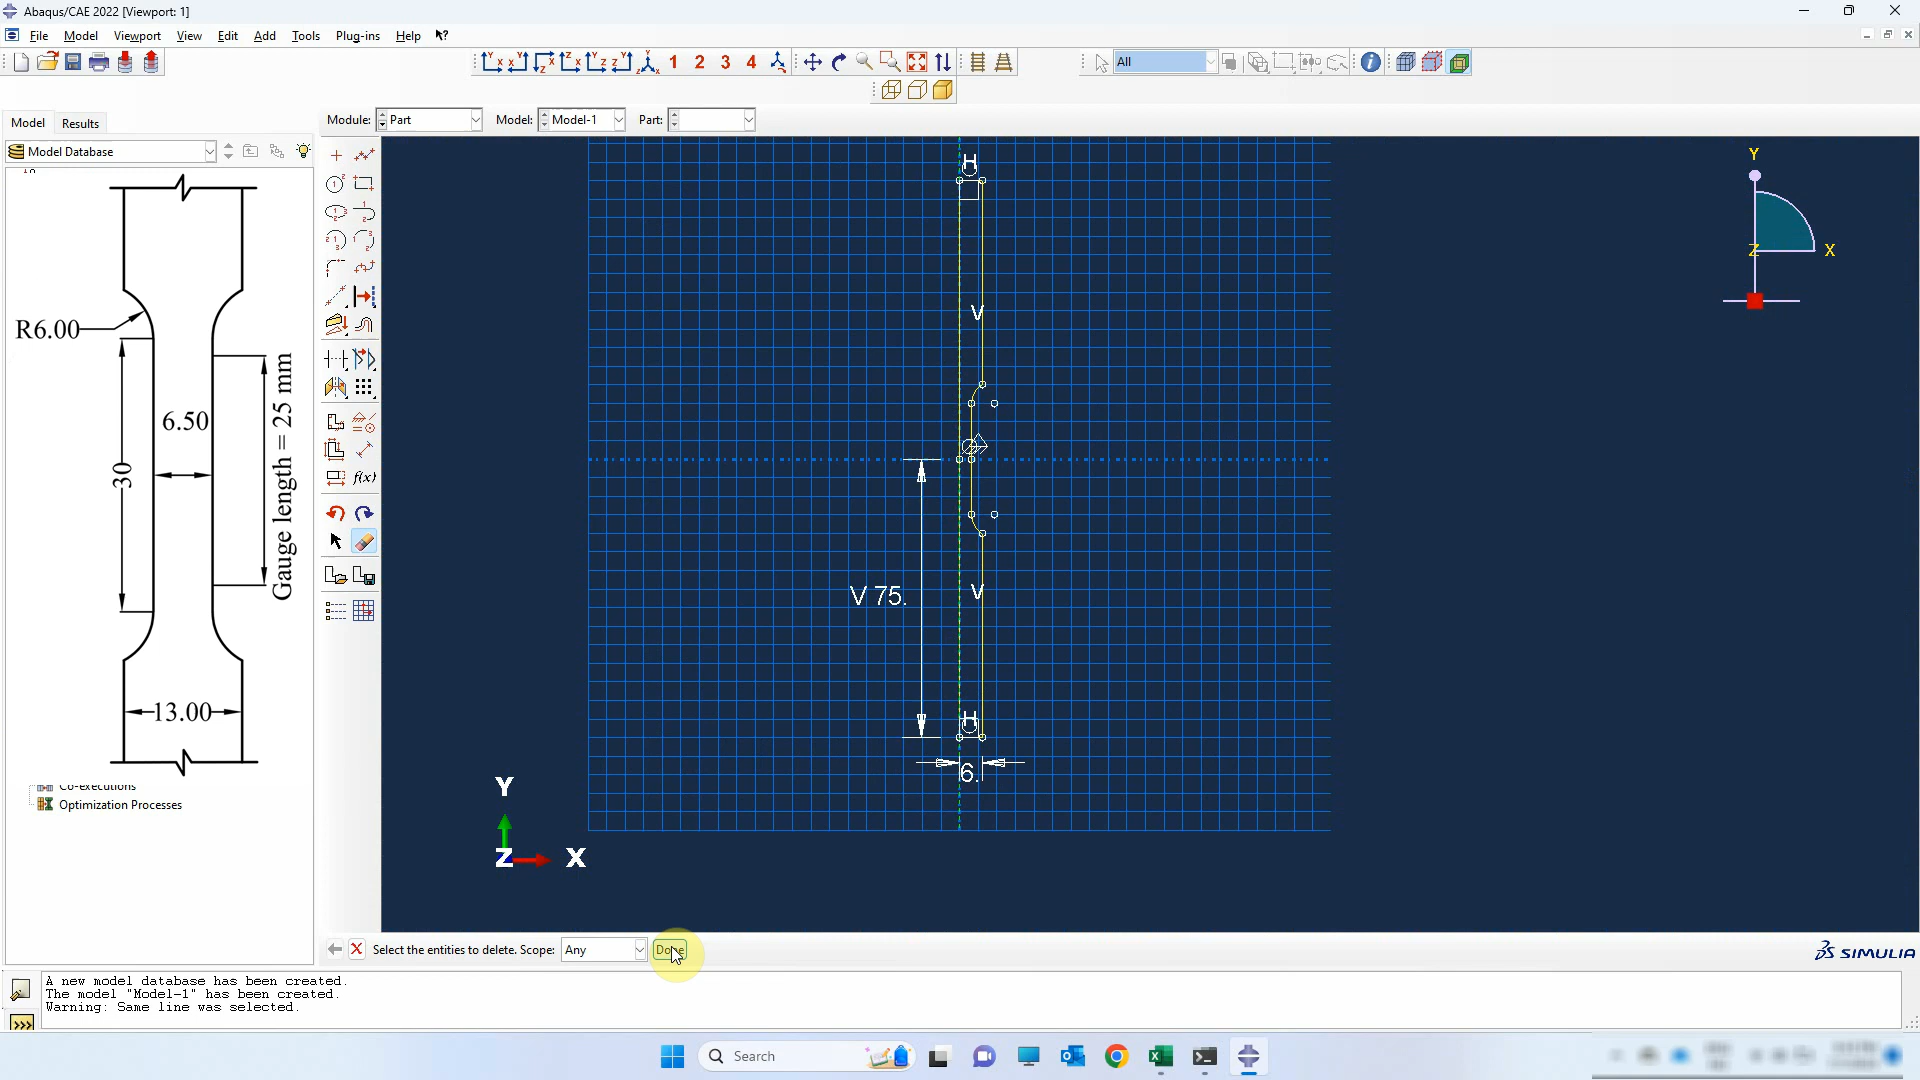 Abaqus/CAE 2022 [Viewport: 1]
File Model Viewport View Edit Add Tools Plug-ins Help
1 2 3 4 All
Model Results
Module: Part Model: Model-1 Part:
Model Database
R6.00
30
6.50
Gauge length = 25 mm
13.00
Optimization Processes
f(x)
H
V
V 75.
V
H
6.
Y
Z X
Y
Z X
Select the entities to delete. Scope: Any Done
SIMULIA
A new model database has been created.
The model "Model-1" has been created.
Warning: Same line was selected.
>>>
Search